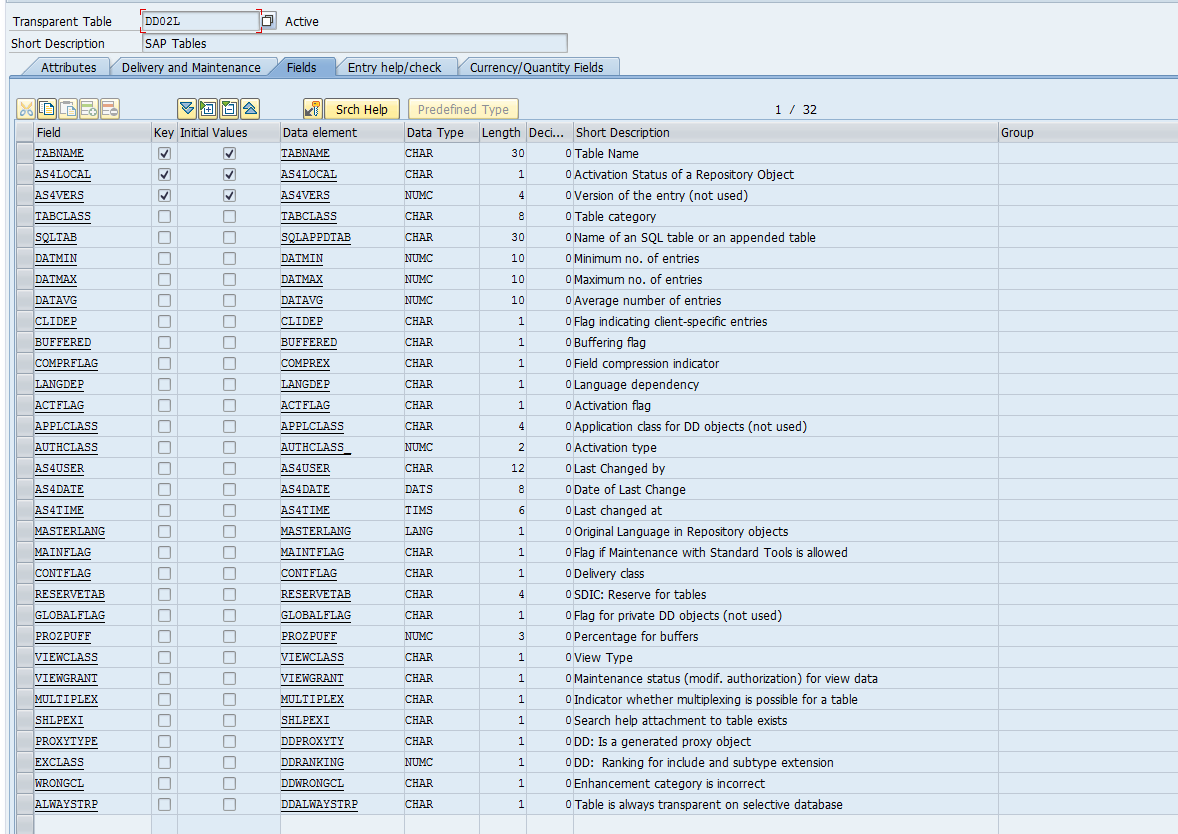 Transparent Table DD02L Active
Short Description SAP Tables
Attributes Delivery and Maintenance Fields Entry help/check Currency/Quantity Fields
Srch Help Predefined Type 1 / 32
Field Key Initial Values Data element Data Type Length Deci... Short Description Group
TABNAME TABNAME CHAR 30 0 Table Name
AS4LOCAL AS4LOCAL CHAR 1 0 Activation Status of a Repository Object
AS4VERS AS4VERS NUMC 4 0 Version of the entry (not used)
TABCLASS TABCLASS CHAR 8 0 Table category
SQLTAB SQLAPPDTAB CHAR 30 0 Name of an SQL table or an appended table
DATMIN DATMIN NUMC 10 0 Minimum no. of entries
DATMAX DATMAX NUMC 10 0 Maximum no. of entries
DATAVG DATAVG NUMC 10 0 Average number of entries
CLIDEP CLIDEP CHAR 1 0 Flag indicating client-specific entries
BUFFERED BUFFERED CHAR 1 0 Buffering flag
COMPRFLAG COMPREX CHAR 1 0 Field compression indicator
LANGDEP LANGDEP CHAR 1 0 Language dependency
ACTFLAG ACTFLAG CHAR 1 0 Activation flag
APPLCLASS APPLCLASS CHAR 4 0 Application class for DD objects (not used)
AUTHCLASS AUTHCLASS_ NUMC 2 0 Activation type
AS4USER AS4USER CHAR 12 0 Last Changed by
AS4DATE AS4DATE DATS 8 0 Date of Last Change
AS4TIME AS4TIME TIMS 6 0 Last changed at
MASTERLANG MASTERLANG LANG 1 0 Original Language in Repository objects
MAINFLAG MAINTFLAG CHAR 1 0 Flag if Maintenance with Standard Tools is allowed
CONTFLAG CONTFLAG CHAR 1 0 Delivery class
RESERVETAB RESERVETAB CHAR 4 0 SDIC: Reserve for tables
GLOBALFLAG GLOBALFLAG CHAR 1 0 Flag for private DD objects (not used)
PROZPUFF PROZPUFF NUMC 3 0 Percentage for buffers
VIEWCLASS VIEWCLASS CHAR 1 0 View Type
VIEWGRANT VIEWGRANT CHAR 1 0 Maintenance status (modif. authorization) for view data
MULTIPLEX MULTIPLEX CHAR 1 0 Indicator whether multiplexing is possible for a table
SHLPEXI SHLPEXI CHAR 1 0 Search help attachment to table exists
PROXYTYPE DDPROXYTY CHAR 1 0 DD: Is a generated proxy object
EXCLASS DDRANKING NUMC 1 0 DD: Ranking for include and subtype extension
WRONGCL DDWRONGCL CHAR 1 0 Enhancement category is incorrect
ALWAYSTRP DDALWAYSTRP CHAR 1 0 Table is always transparent on selective database